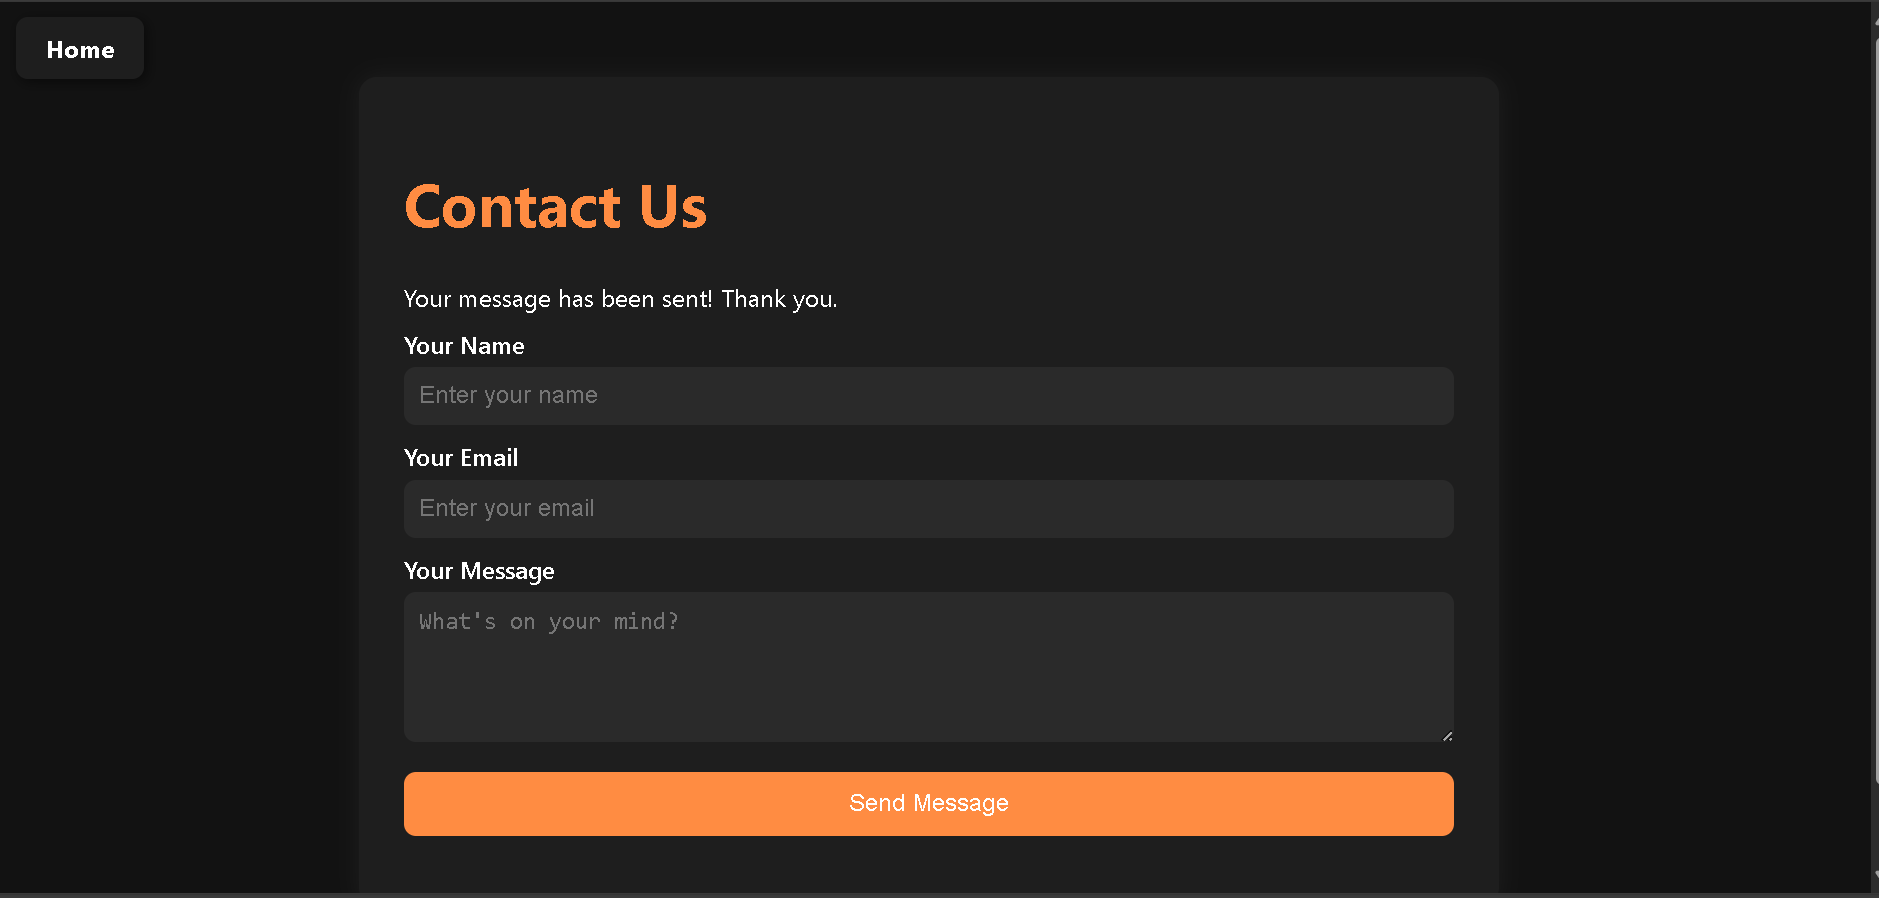 Home
Contact Us
Your message has been sent! Thank you.
Your Name
Enter your name
Your Email
Enter your email
Your Message
What's on your mind?
Send Message